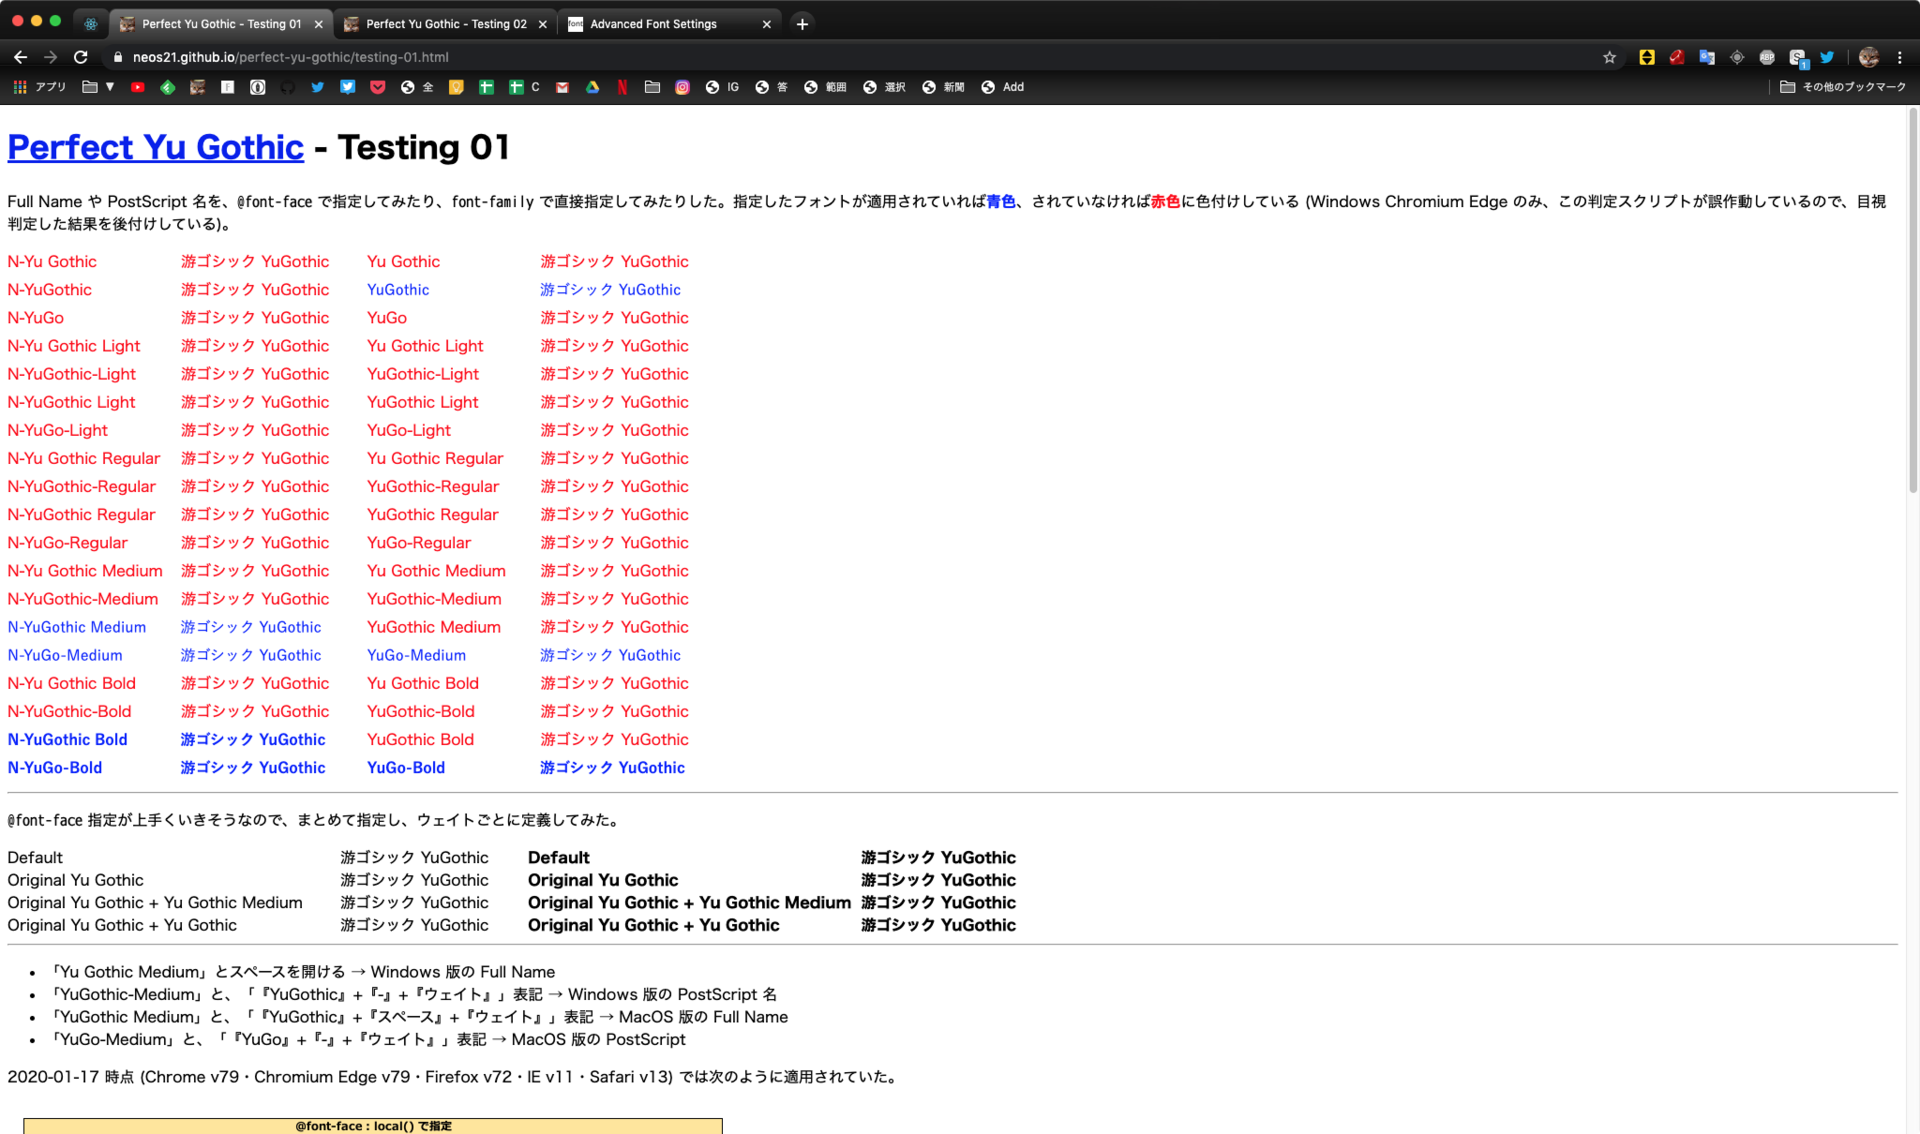 Perfect Yu Gothic - Testing 01
Perfect Yu Gothic - Testing 02
Advanced Font Settings
neos21.github.io/perfect-yu-gothic/testing-01.html
アプリ 全 C IG 答 範囲 選択 新聞 Add その他のブックマーク
Perfect Yu Gothic - Testing 01
Full Name や PostScript 名を、@font-face で指定してみたり、font-family で直接指定してみたりした。指定したフォントが適用されていれば青色、されていなければ赤色に色付けしている (Windows Chromium Edge のみ、この判定スクリプトが誤作動しているので、目視
判定した結果を後付けしている)。
N-Yu Gothic 游ゴシック YuGothic Yu Gothic 游ゴシック YuGothic
N-YuGothic 游ゴシック YuGothic YuGothic 游ゴシック YuGothic
N-YuGo 游ゴシック YuGothic YuGo 游ゴシック YuGothic
N-Yu Gothic Light 游ゴシック YuGothic Yu Gothic Light 游ゴシック YuGothic
N-YuGothic-Light 游ゴシック YuGothic YuGothic-Light 游ゴシック YuGothic
N-YuGothic Light 游ゴシック YuGothic YuGothic Light 游ゴシック YuGothic
N-YuGo-Light 游ゴシック YuGothic YuGo-Light 游ゴシック YuGothic
N-Yu Gothic Regular 游ゴシック YuGothic Yu Gothic Regular 游ゴシック YuGothic
N-YuGothic-Regular 游ゴシック YuGothic YuGothic-Regular 游ゴシック YuGothic
N-YuGothic Regular 游ゴシック YuGothic YuGothic Regular 游ゴシック YuGothic
N-YuGo-Regular 游ゴシック YuGothic YuGo-Regular 游ゴシック YuGothic
N-Yu Gothic Medium 游ゴシック YuGothic Yu Gothic Medium 游ゴシック YuGothic
N-YuGothic-Medium 游ゴシック YuGothic YuGothic-Medium 游ゴシック YuGothic
N-YuGothic Medium 游ゴシック YuGothic YuGothic Medium 游ゴシック YuGothic
N-YuGo-Medium 游ゴシック YuGothic YuGo-Medium 游ゴシック YuGothic
N-Yu Gothic Bold 游ゴシック YuGothic Yu Gothic Bold 游ゴシック YuGothic
N-YuGothic-Bold 游ゴシック YuGothic YuGothic-Bold 游ゴシック YuGothic
N-YuGothic Bold 游ゴシック YuGothic YuGothic Bold 游ゴシック YuGothic
N-YuGo-Bold 游ゴシック YuGothic YuGo-Bold 游ゴシック YuGothic
@font-face 指定が上手くいきそうなので、まとめて指定し、ウェイトごとに定義してみた。
Default 游ゴシック YuGothic Default 游ゴシック YuGothic
Original Yu Gothic 游ゴシック YuGothic Original Yu Gothic 游ゴシック YuGothic
Original Yu Gothic + Yu Gothic Medium 游ゴシック YuGothic Original Yu Gothic + Yu Gothic Medium 游ゴシック YuGothic
Original Yu Gothic + Yu Gothic 游ゴシック YuGothic Original Yu Gothic + Yu Gothic 游ゴシック YuGothic
• 「Yu Gothic Medium」とスペースを開ける → Windows 版の Full Name
• 「YuGothic-Medium」と、「『YuGothic』+『-』+『ウェイト』」表記 → Windows 版の PostScript 名
• 「YuGothic Medium」と、「『YuGothic』+『スペース』+『ウェイト』」表記 → MacOS 版の Full Name
• 「YuGo-Medium」と、「『YuGo』+『-』+『ウェイト』」表記 → MacOS 版の PostScript
2020-01-17 時点 (Chrome v79・Chromium Edge v79・Firefox v72・IE v11・Safari v13) では次のように適用されていた。
@font-face : local() で指定